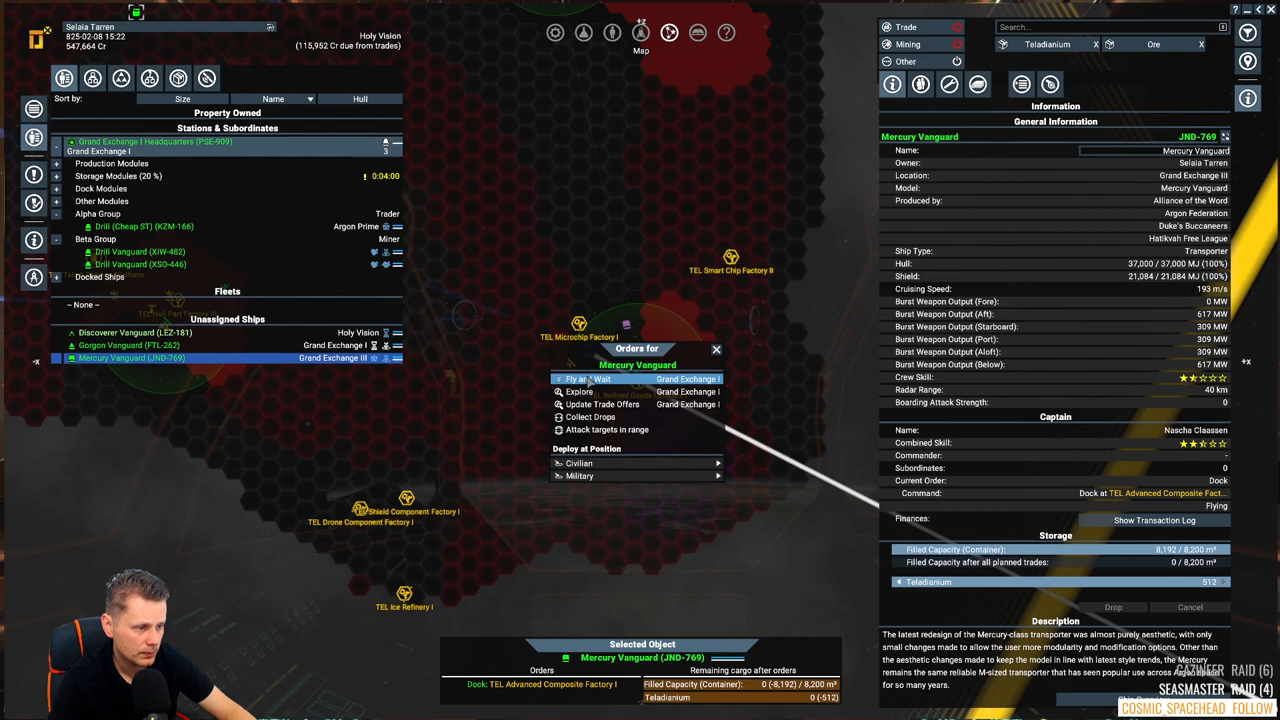 Selaia Tarren
825-02-08 15:22
547,664 Cr
Holy Vision
(115,952 Cr due from trades)
Sort by: Size Name Hull
Property Owned
Stations & Subordinates
Grand Exchange I Headquarters (PSE-909)
Grand Exchange I 3
Production Modules
Storage Modules (20 %) ! 0:04:00
Dock Modules
Other Modules
Alpha Group Trader
Drill (Cheap ST) (KZM-166) Argon Prime
Beta Group Miner
Drill Vanguard (XIW-482)
Drill Vanguard (XSO-446)
Docked Ships
Fleets
-- None --
Unassigned Ships
Discoverer Vanguard (LEZ-181) Holy Vision
Gorgon Vanguard (FTL-262) Grand Exchange I
Mercury Vanguard (JND-769) Grand Exchange III
-x
+z
Map
TEL Smart Chip Factory II
TEL Microchip Factory I
TEL Shield Component Factory I
TEL Drone Component Factory I
TEL Ice Refinery I
+x
Orders for
Mercury Vanguard
Fly and Wait Grand Exchange I
Explore Grand Exchange I
Update Trade Offers Grand Exchange I
Collect Drops
Attack targets in range
Deploy at Position
Civilian
Military
Selected Object
Mercury Vanguard (JND-769)
Orders Remaining cargo after orders
Dock: TEL Advanced Composite Factory I Filled Capacity (Container): 0 (-8,192) / 8,200 m³
Teladianium 0 (-512)
Trade
Mining
Other
Search...
Teladianium X Ore X
Information
General Information
Mercury Vanguard JND-769
Name: Mercury Vanguard
Owner: Selaia Tarren
Location: Grand Exchange III
Model: Mercury Vanguard
Produced by: Alliance of the Word
Argon Federation
Duke's Buccaneers
Hatikvah Free League
Ship Type: Transporter
Hull: 37,000 / 37,000 MJ (100%)
Shield: 21,084 / 21,084 MJ (100%)
Cruising Speed: 193 m/s
Burst Weapon Output (Fore): 0 MW
Burst Weapon Output (Aft): 617 MW
Burst Weapon Output (Starboard): 309 MW
Burst Weapon Output (Port): 309 MW
Burst Weapon Output (Aloft): 309 MW
Burst Weapon Output (Below): 617 MW
Crew Skill:
Radar Range: 40 km
Boarding Attack Strength: 0
Captain
Name: Nascha Claassen
Combined Skill:
Commander: -
Subordinates: 0
Current Order: Dock
Command: Dock at TEL Advanced Composite Fact...
Flying
Finances: Show Transaction Log
Storage
Filled Capacity (Container): 8,192 / 8,200 m³
Filled Capacity after all planned trades: 0 / 8,200 m³
Teladianium 512
Drop Cancel
Description
The latest redesign of the Mercury-class transporter was almost purely aesthetic, with only
small changes made to allow the user more modularity and modification options. Other
than the aesthetic changes made to keep the model in line with latest style trends, the Mercury
remains the same reliable M-sized transporter that has seen popular use across
for so many years.
RAID (6)
SEASMASTER RAID (4)
COSMIC_SPACEHEAD FOLLOW